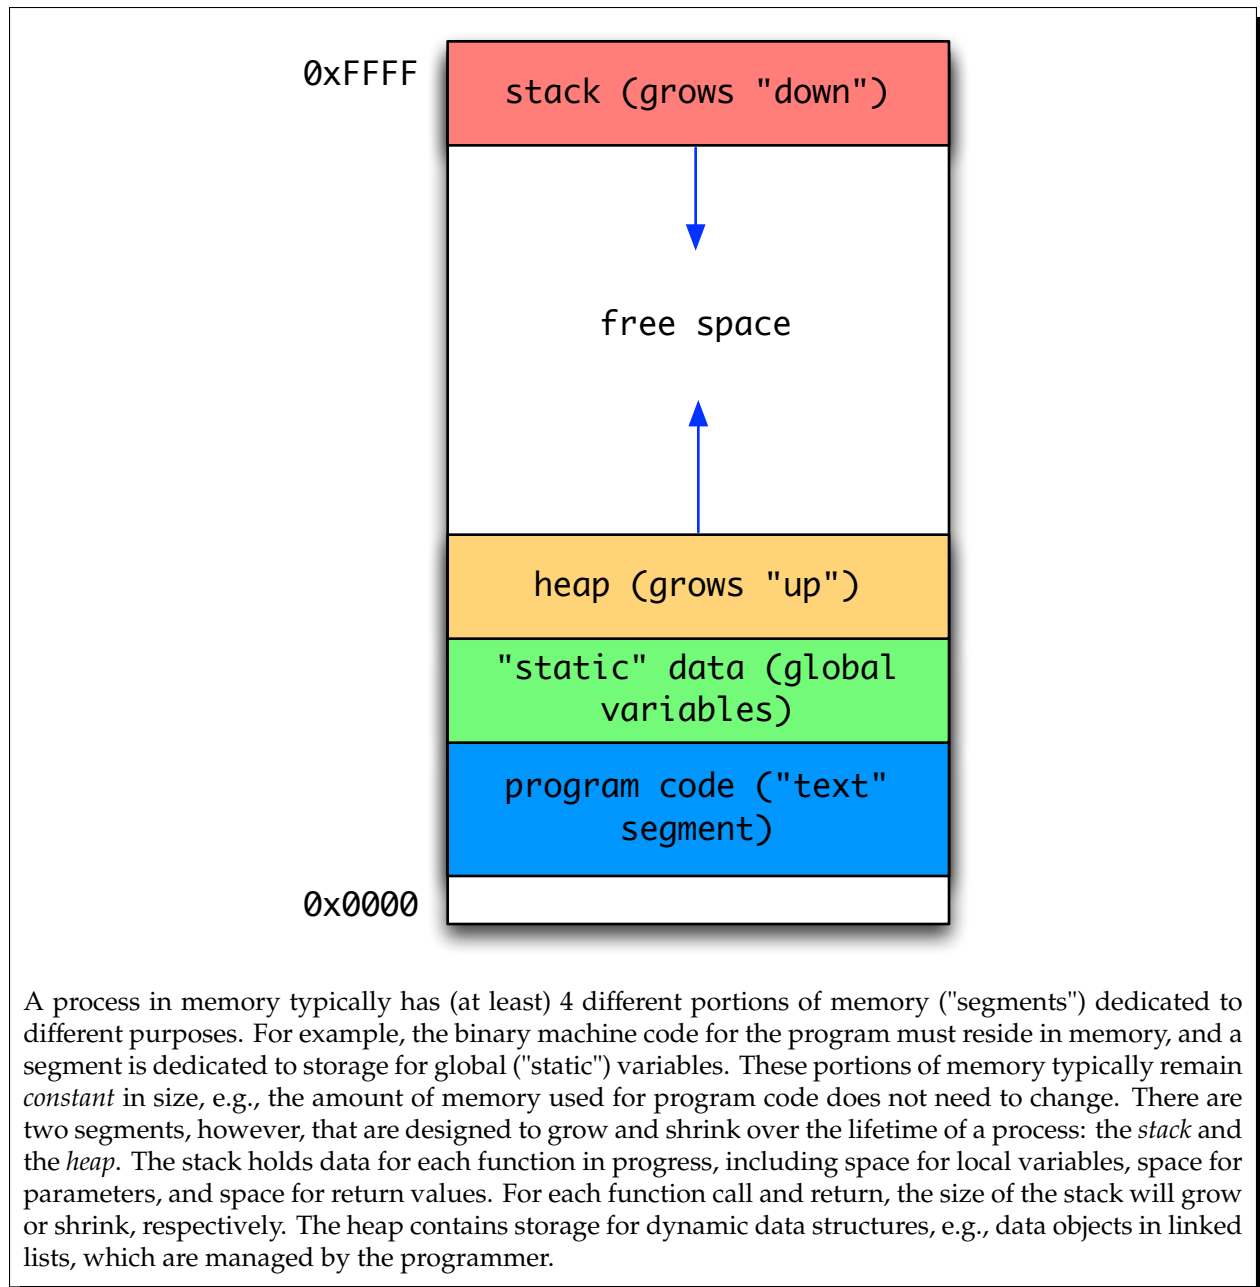 0xFFFF
stack (grows "down")
free space
heap (grows "up")
"static" data (global
variables)
program code ("text"
segment)
0x0000
A process in memory typically has (at least) 4 different portions of memory ("segments") dedicated to
different purposes. For example, the binary machine code for the program must reside in memory, and a
segment is dedicated to storage for global ("static") variables. These portions of memory typically remain
constant in size, e.g., the amount of memory used for program code does not need to change. There are
two segments, however, that are designed to grow and shrink over the lifetime of a process: the stack and
the heap. The stack holds data for each function in progress, including space for local variables, space for
parameters, and space for return values. For each function call and return, the size of the stack will grow
or shrink, respectively. The heap contains storage for dynamic data structures, e.g., data objects in linked
lists, which are managed by the programmer.